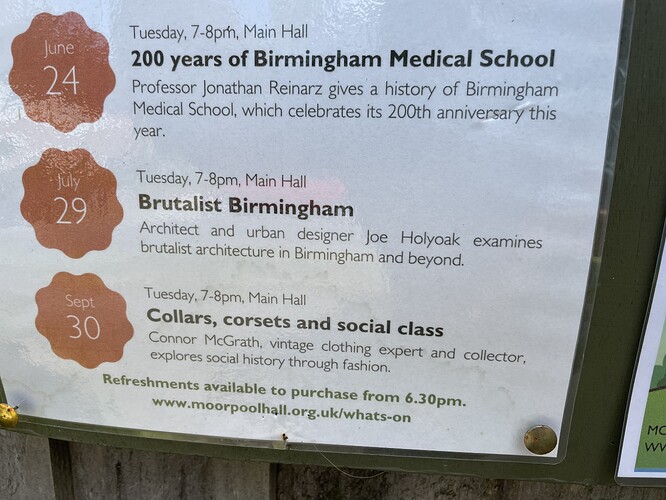 June
24
Tuesday, 7-8pm, Main Hall
200 years of Birmingham Medical School
Professor Jonathan Reinarz gives a history of Birmingham
Medical School, which celebrates its 200th anniversary this
year.
July
29
Tuesday, 7-8pm, Main Hall
Brutalist Birmingham
Architect and urban designer Joe Holyoak examines
brutalist architecture in Birmingham and beyond.
Sept
30
Tuesday, 7-8pm, Main Hall
Collars, corsets and social class
Connor McGrath, vintage clothing expert and collector,
explores social history through fashion.
Refreshments available to purchase from 6.30pm.
www.moorpoolhall.org.uk/whats-on